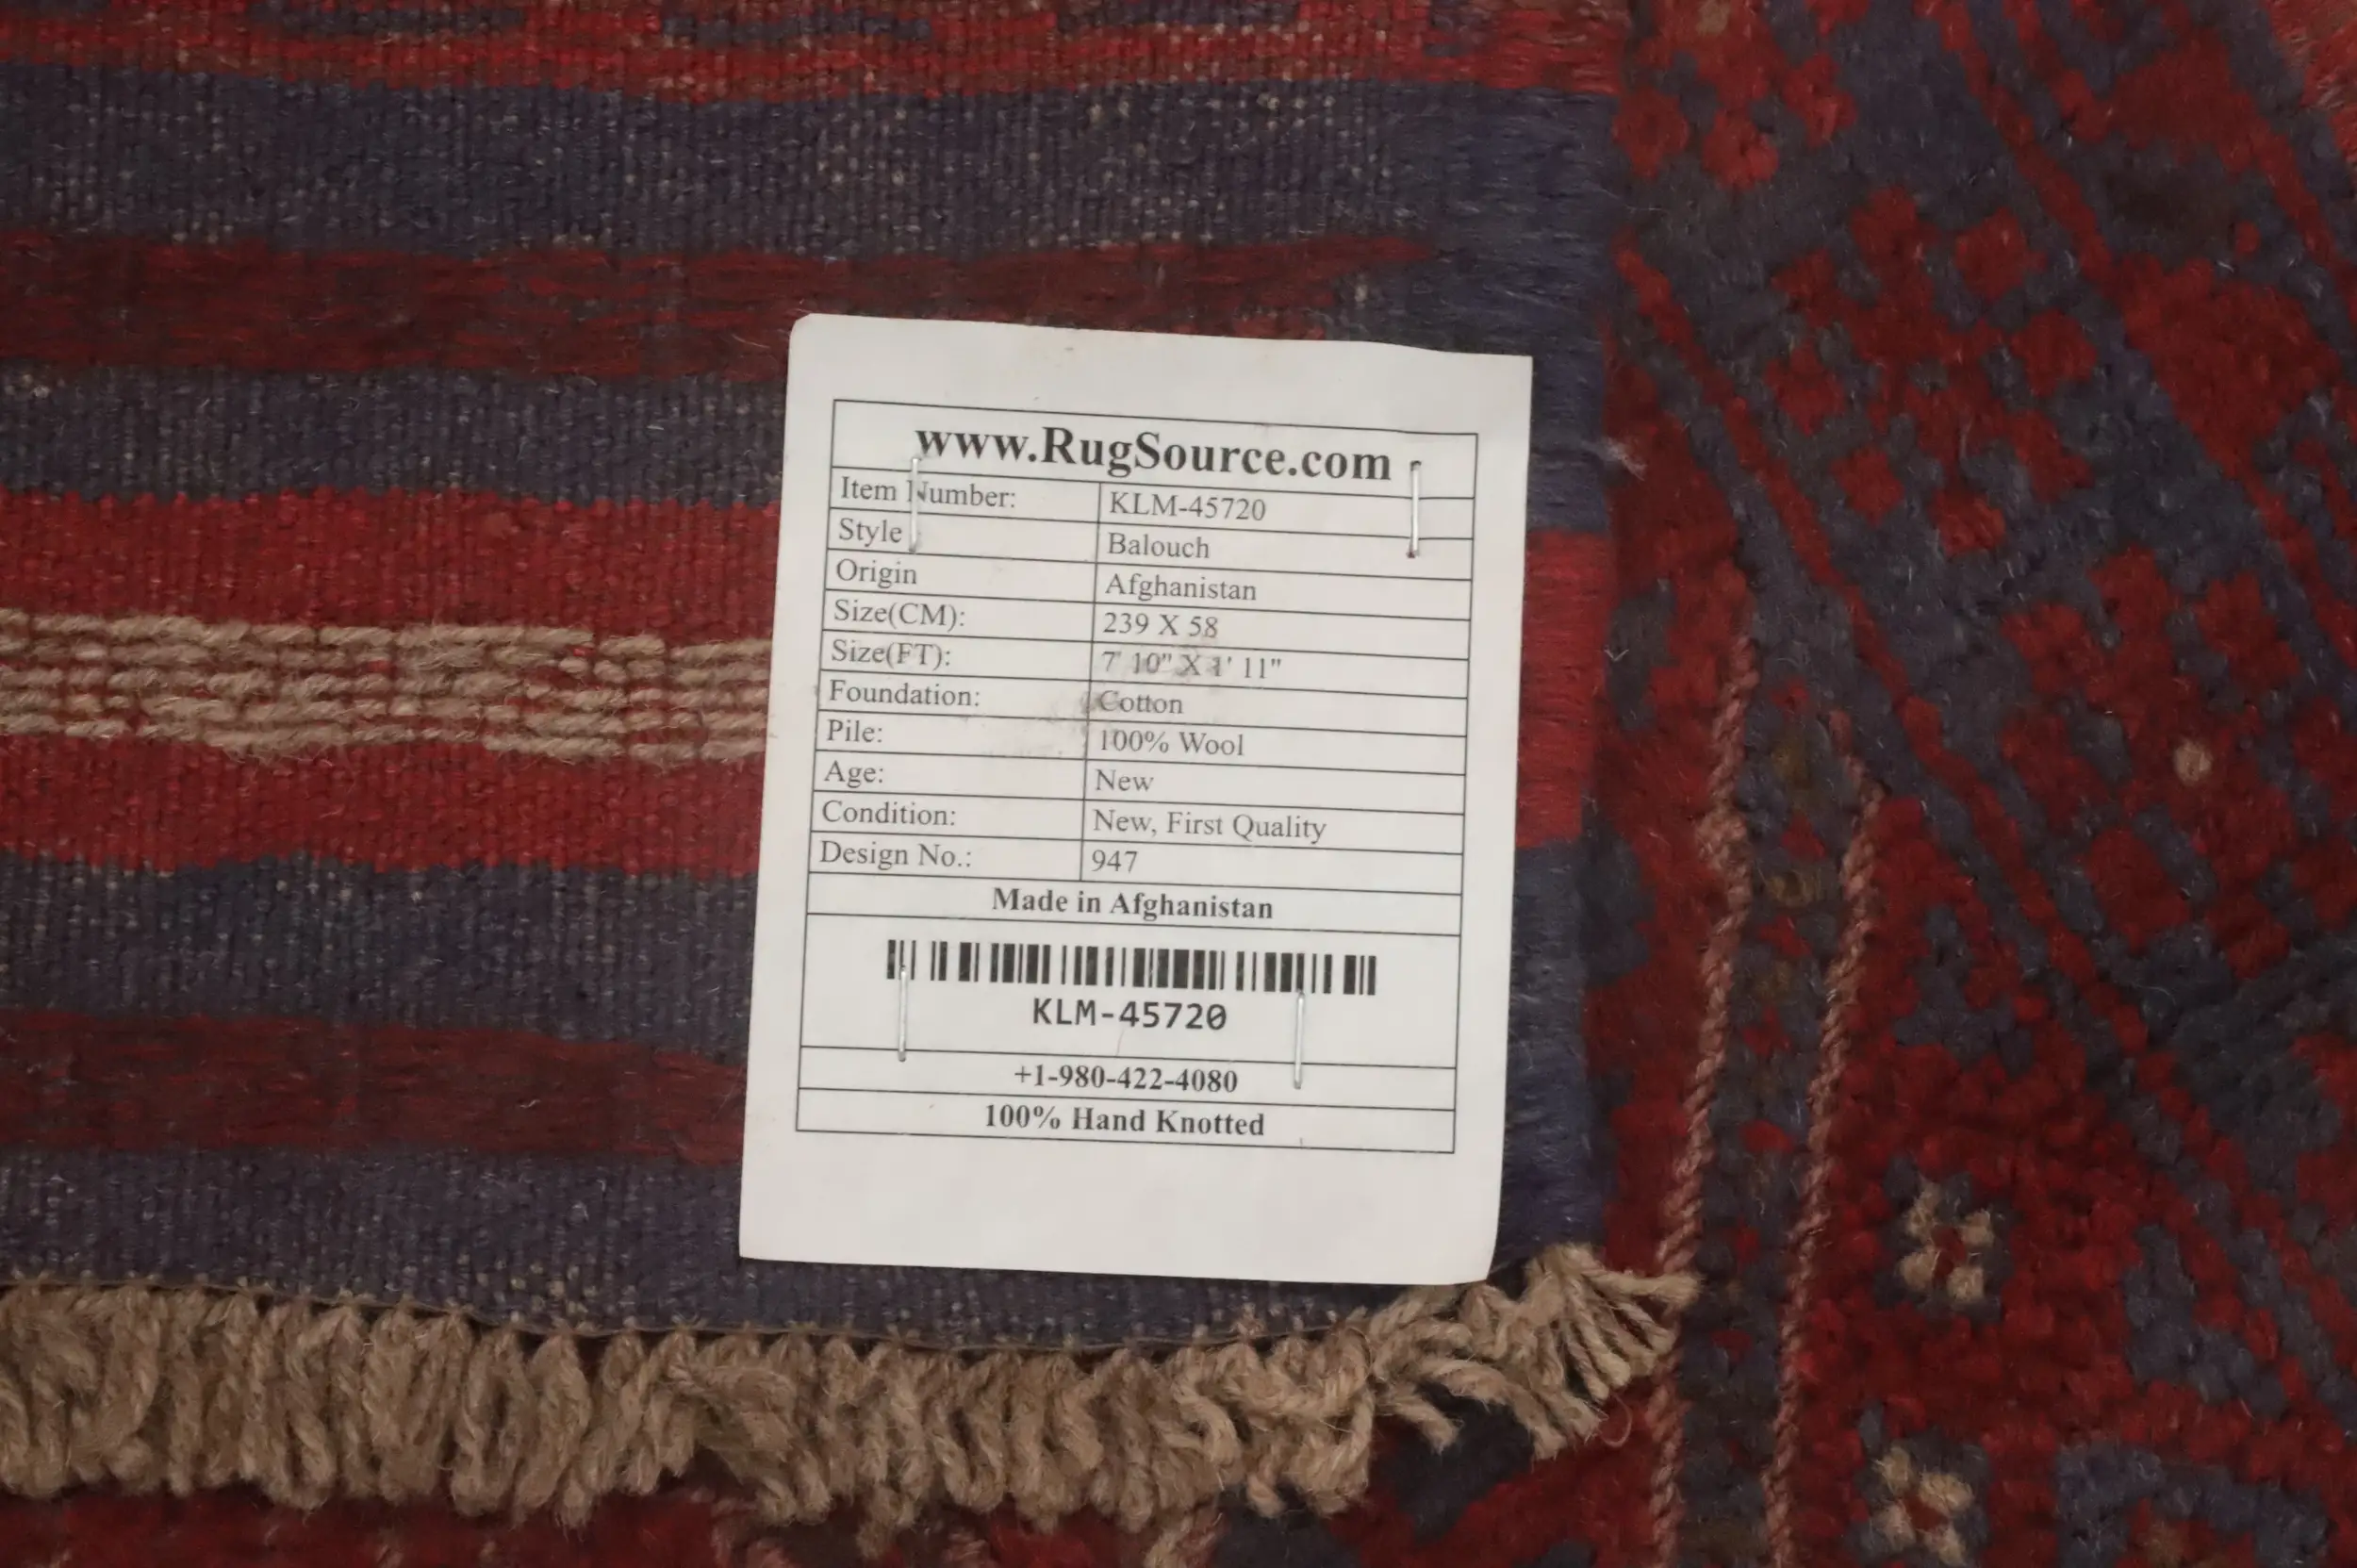 www.RugSource.com
Item Number: KLM-45720
Style Balouch
Origin Afghanistan
Size(CM): 239 X 58
Size(FT): 7' 10" X 1' 11"
Foundation: Cotton
Pile: 100% Wool
Age: New
Condition: New, First Quality
Design No.: 947
Made in Afghanistan
KLM-45720
+1-980-422-4080
100% Hand Knotted